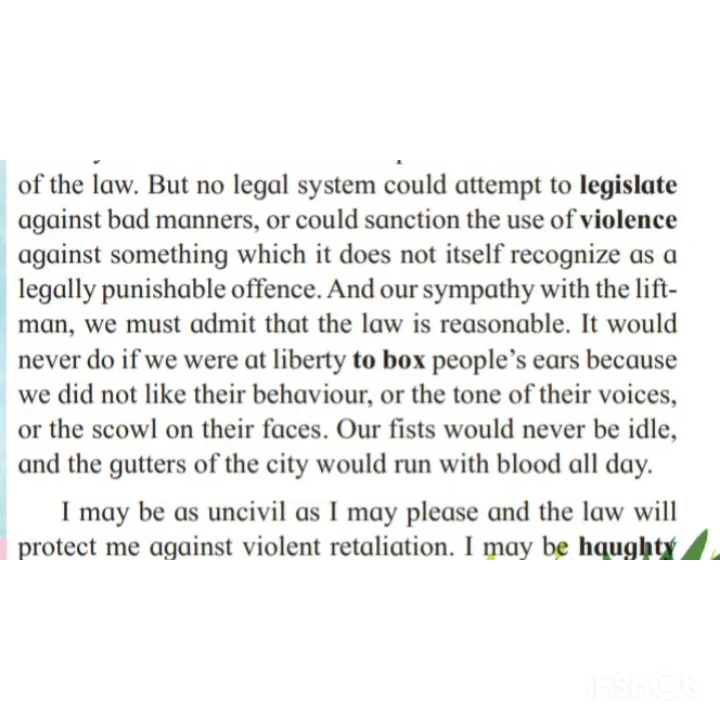 of the law. But no legal system could attempt to legislate
against bad manners, or could sanction the use of violence
against something which it does not itself recognize as a
legally punishable offence. And our sympathy with the lift-
man, we must admit that the law is reasonable. It would
never do if we were at liberty to box people's ears because
we did not like their behaviour, or the tone of their voices,
or the scowl on their faces. Our fists would never be idle,
and the gutters of the city would run with blood all day.
I may be as uncivil as I may please and the law will
protect me against violent retaliation. I may be haughty
InShOt